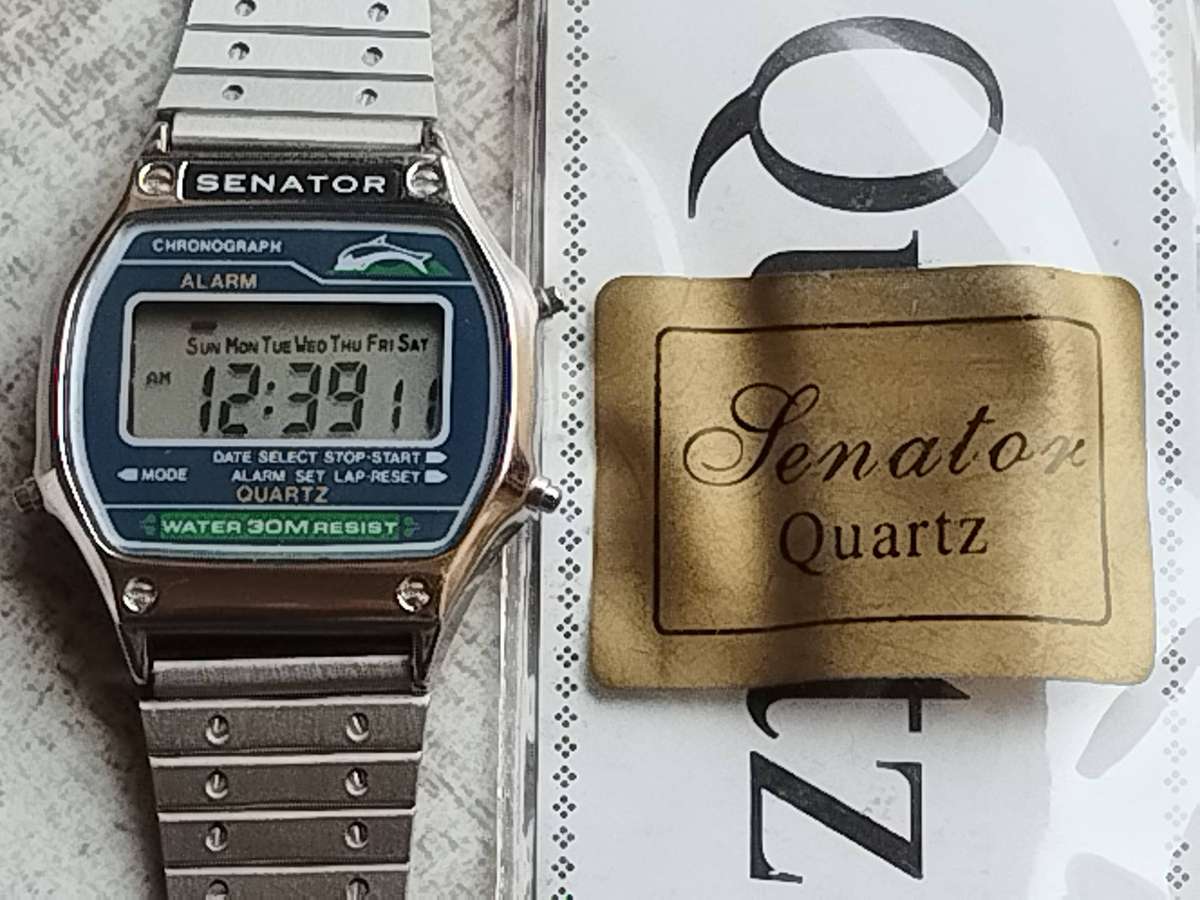 SENATOR
CHRONOGRAPH
ALARM
SUN MON TUE WED THU FRI SAT
AM 12:39 11
DATE SELECT STOP-START
MODE ALARM SET LAP-RESET
QUARTZ
WATER 30M RESIST
Senator
Quartz